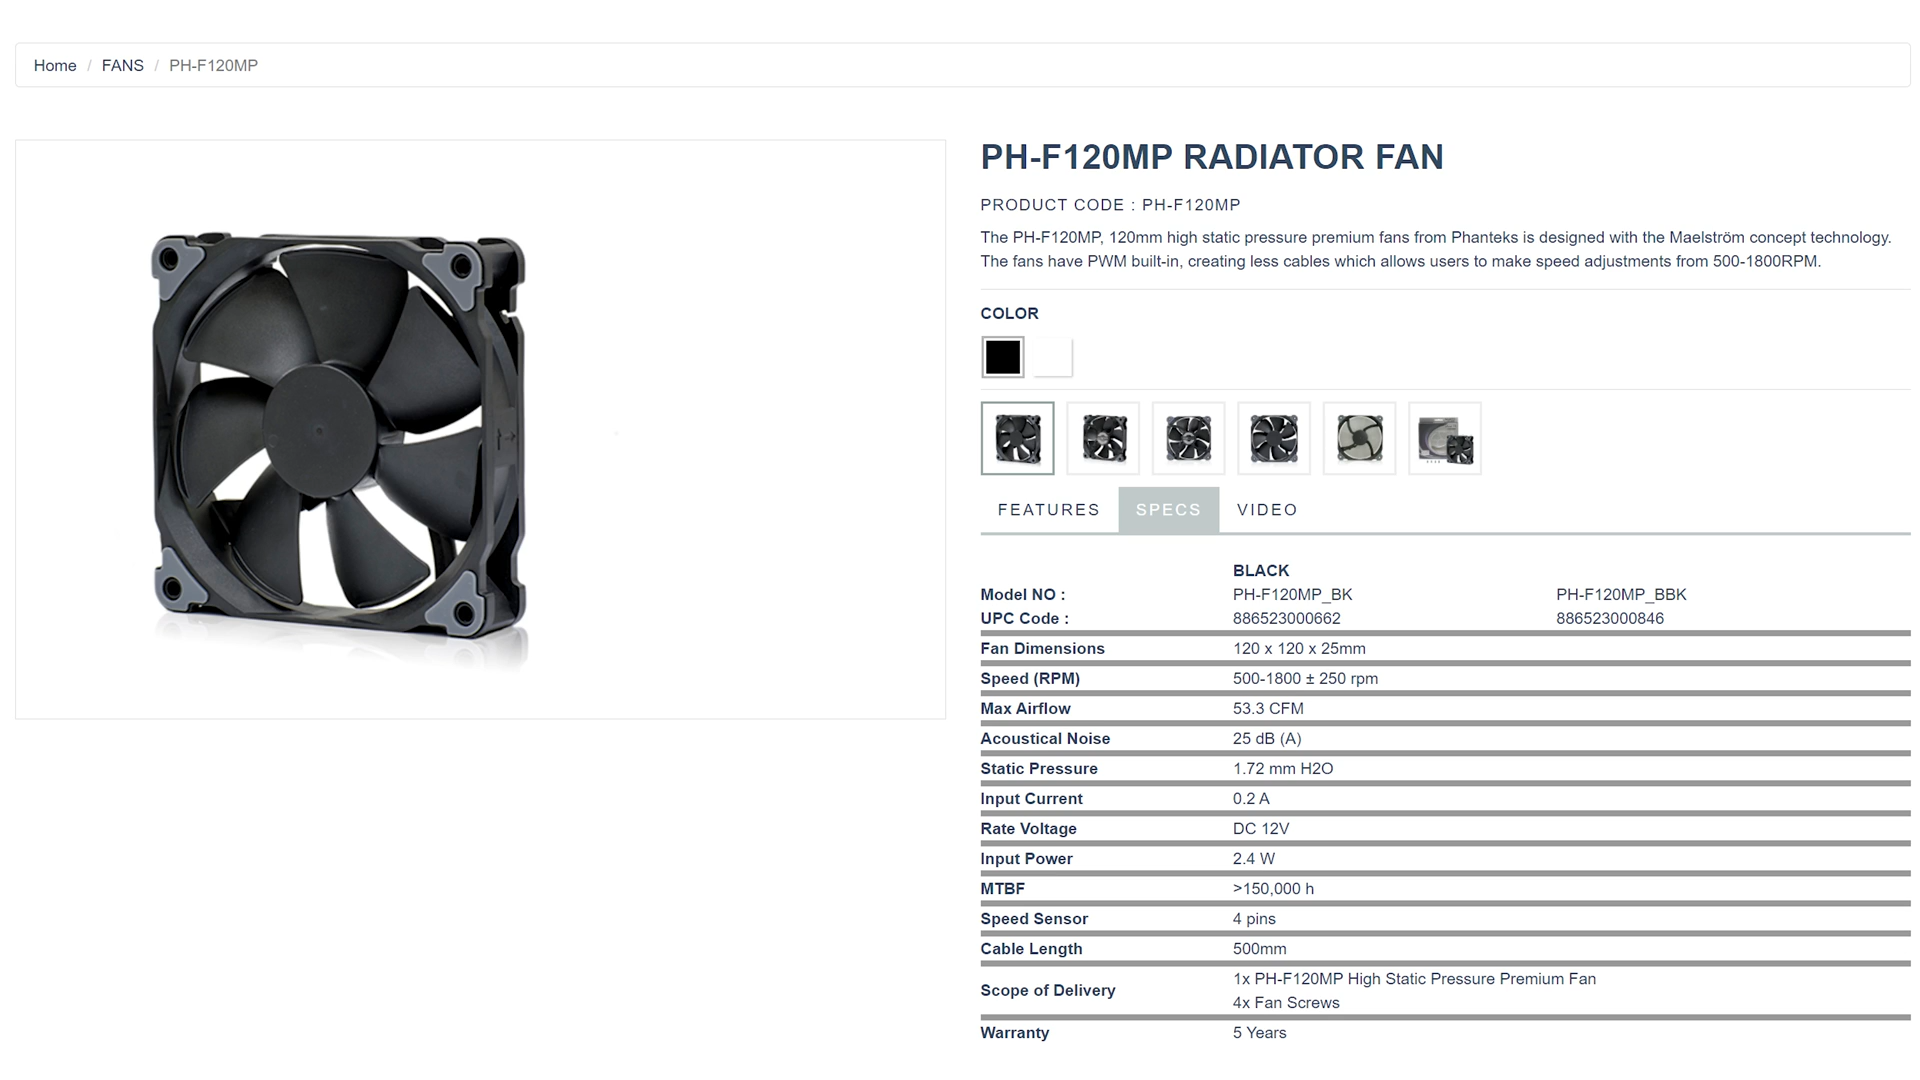 Home / FANS / PH-F120MP
PH-F120MP RADIATOR FAN
PRODUCT CODE : PH-F120MP
The PH-F120MP, 120mm high static pressure premium fans from Phanteks is designed with the Maelström concept technology.
The fans have PWM built-in, creating less cables which allows users to make speed adjustments from 500-1800RPM.
COLOR
FEATURES SPECS VIDEO
BLACK
Model NO : PH-F120MP_BK PH-F120MP_BBK
UPC Code : 886523000662 886523000846
Fan Dimensions 120 x 120 x 25mm
Speed (RPM) 500-1800 ± 250 rpm
Max Airflow 53.3 CFM
Acoustical Noise 25 dB (A)
Static Pressure 1.72 mm H2O
Input Current 0.2 A
Rate Voltage DC 12V
Input Power 2.4 W
MTBF >150,000 h
Speed Sensor 4 pins
Cable Length 500mm
Scope of Delivery 1x PH-F120MP High Static Pressure Premium Fan
4x Fan Screws
Warranty 5 Years